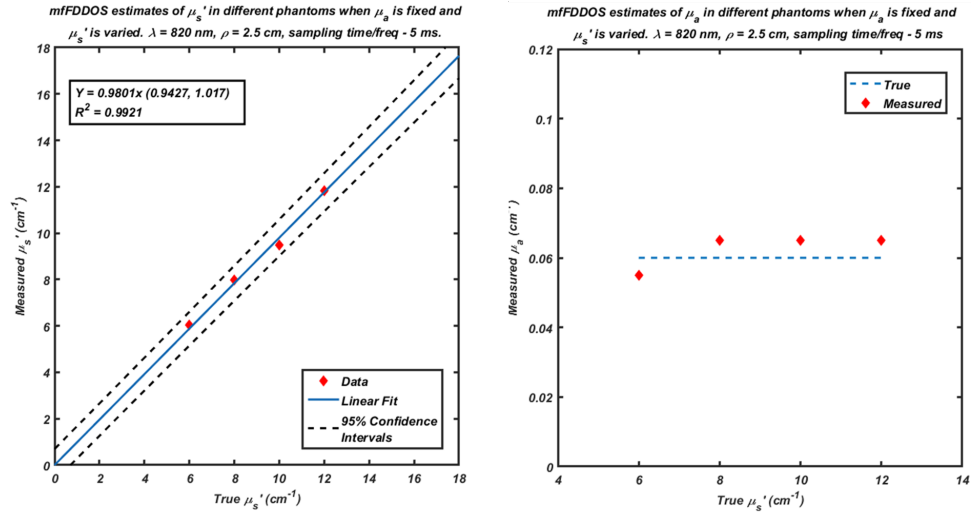 mfFDDOS estimates of μs' in different phantoms when μa is fixed and
μs' is varied. λ = 820 nm, ρ = 2.5 cm, sampling time/freq - 5 ms.
18
16
14
12
10
8
6
4
2
0
Measured μs' (cm-1)
Y = 0.9801x (0.9427, 1.017)
R2 = 0.9921
Data
Linear Fit
95% Confidence
Intervals
0 2 4 6 8 10 12 14 16 18
True μs' (cm-1)
mfFDDOS estimates of μa in different phantoms when μa is fixed and
μs' is varied. λ = 820 nm, ρ = 2.5 cm, sampling time/freq - 5 ms
0.12
0.1
0.08
0.06
0.04
0.02
0
Measured μa (cm-
True
Measured
4 6 8 10 12 14
True μs' (cm-1)